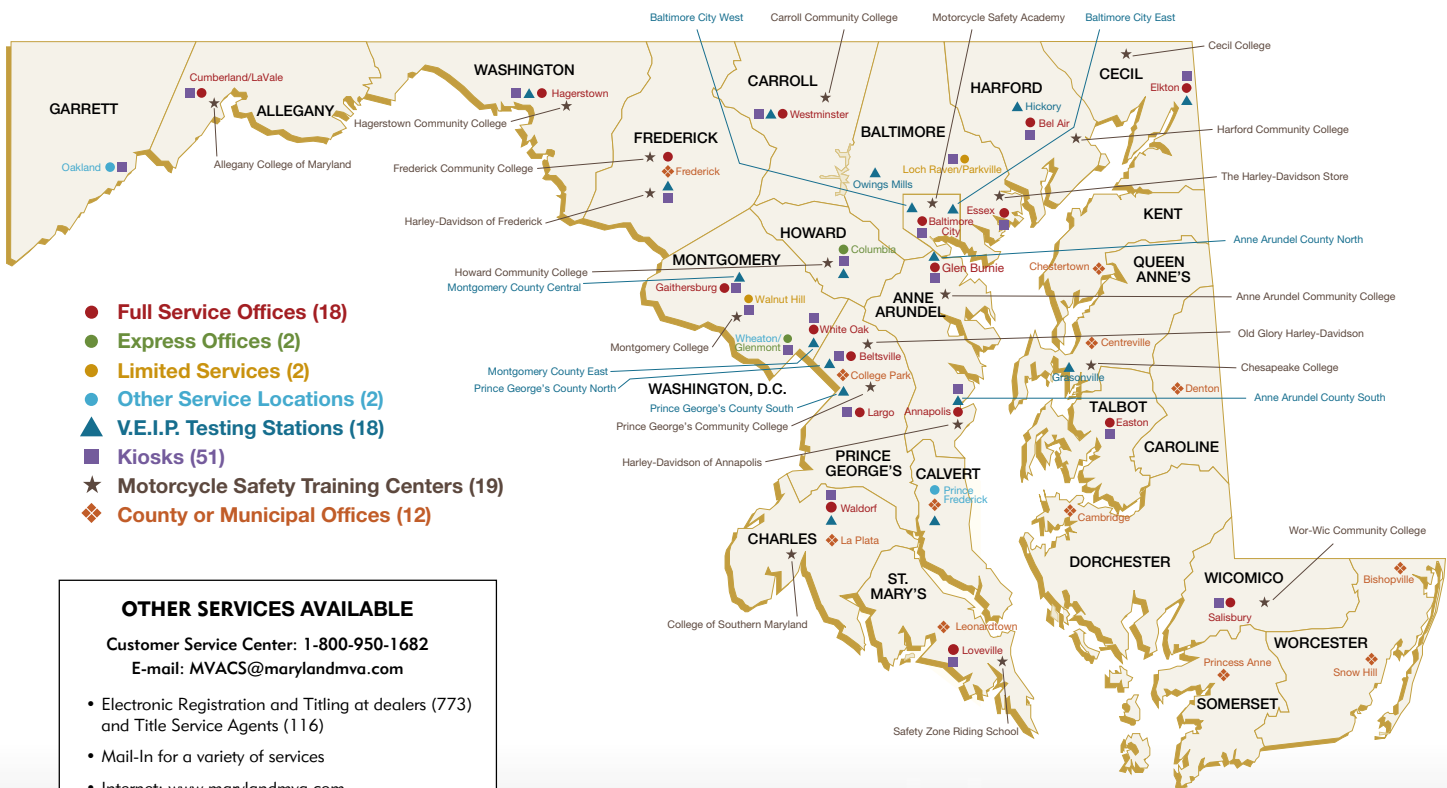 Baltimore City West
Carroll Community College
Motorcycle Safety Academy
Baltimore City East
Cecil College
GARRETT
Cumberland/LaVale
ALLEGANY
WASHINGTON
Hagerstown
Hagerstown Community College
Oakland
Allegany College of Maryland
FREDERICK
Frederick
Frederick Community College
Harley-Davidson of Frederick
CARROLL
Westminster
BALTIMORE
Loch Raven/Parkville
Owings Mills
HARFORD
Hickory
Bel Air
CECIL
Elkton
Harford Community College
The Harley-Davidson Store
Essex
Baltimore
City
KENT
Anne Arundel County North
HOWARD
Columbia
Howard Community College
Montgomery County Central
MONTGOMERY
Gaithersburg
Walnut Hill
Glen Burnie
Chestertown
QUEEN
ANNE'S
ANNE
ARUNDEL
Anne Arundel Community College
Montgomery College
Wheaton/
Glenmont
White Oak
Old Glory Harley-Davidson
Beltsville
Centreville
Montgomery County East
Prince George's County North
College Park
Grasonville
Chesapeake College
WASHINGTON, D.C.
Denton
Prince George's County South
Largo
Annapolis
Anne Arundel County South
Prince George's Community College
TALBOT
Easton
CAROLINE
Harley-Davidson of Annapolis
PRINCE
GEORGE'S
CALVERT
Prince
Frederick
Waldorf
Cambridge
CHARLES
La Plata
Wor-Wic Community College
DORCHESTER
WICOMICO
Bishopville
ST.
MARY'S
Salisbury
College of Southern Maryland
Leonardtown
WORCESTER
Loveville
Princess Anne
Snow Hill
SOMERSET
Safety Zone Riding School
Full Service Offices (18)
Express Offices (2)
Limited Services (2)
Other Service Locations (2)
V.E.I.P. Testing Stations (18)
Kiosks (51)
Motorcycle Safety Training Centers (19)
County or Municipal Offices (12)
OTHER SERVICES AVAILABLE
Customer Service Center: 1-800-950-1682
E-mail: MVACS@marylandmva.com
• Electronic Registration and Titling at dealers (773)
and Title Service Agents (116)
• Mail-In for a variety of services
• Internet: www.marylandmva.com